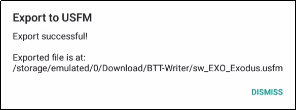 Export to USFM
Export successful!
Exported file is at:
/storage/emulated/0/Download/BTT-Writer/sw_EXO_Exodus.usfm
DISMISS